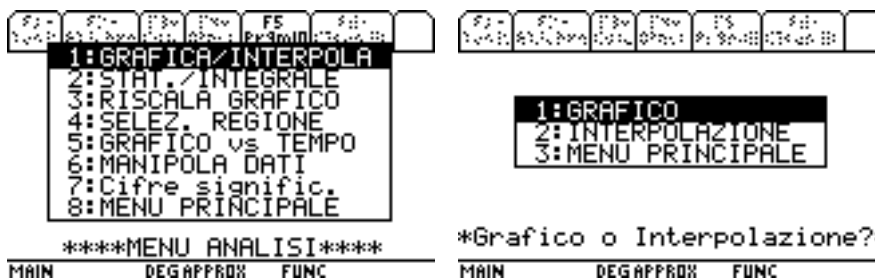 F5
PrgmIO
1:GRAFICA/INTERPOLA
2:STAT./INTEGRALE
3:RISCALA GRAFICO
4:SELEZ. REGIONE
5:GRAFICO vs TEMPO
6:MANIPOLA DATI
7:Cifre signific.
8:MENU PRINCIPALE
****MENU ANALISI****
MAIN DEG APPROX FUNC
1:GRAFICO
2:INTERPOLAZIONE
3:MENU PRINCIPALE
*Grafico o Interpolazione?
MAIN DEG APPROX FUNC